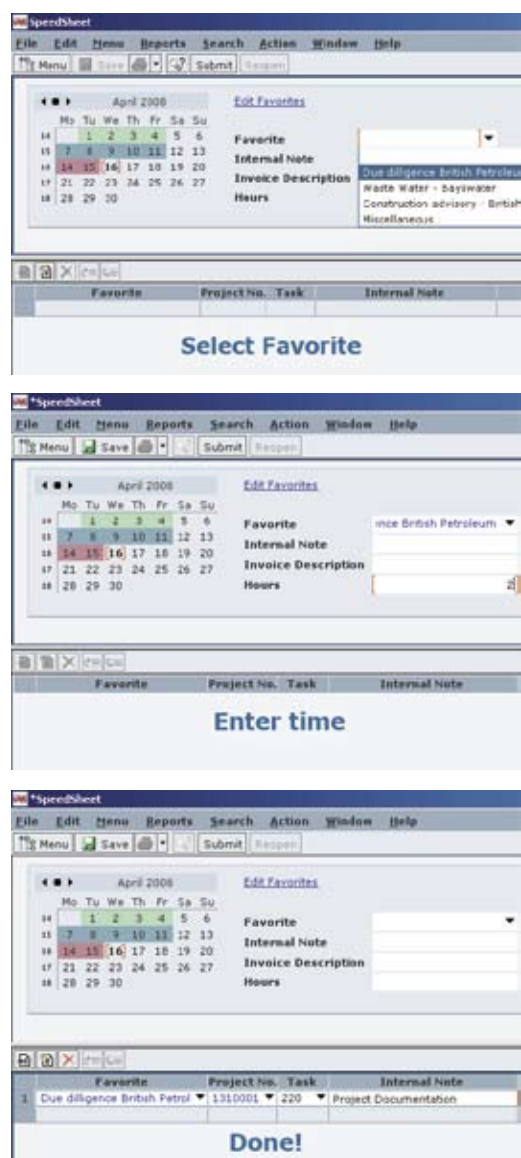 SpeedSheet
File Edit Menu Reports Search Action Window Help
Menu Save Submit Reopen
April 2008 Edit Favorites
Mo Tu We Th Fr Sa Su
14 1 2 3 4 5 6
15 7 8 9 10 11 12 13
16 14 15 16 17 18 19 20
17 21 22 23 24 25 26 27
18 28 29 30
Favorite
Internal Note
Invoice Description
Hours
Due dilligence British Petroleu
Waste Water - Bayswater
Construction advisory - British
Miscellaneous
Favorite Project No. Task Internal Note
Select Favorite
*SpeedSheet
File Edit Menu Reports Search Action Window Help
Menu Save Submit Reopen
April 2008 Edit Favorites
Mo Tu We Th Fr Sa Su
14 1 2 3 4 5 6
15 7 8 9 10 11 12 13
16 14 15 16 17 18 19 20
17 21 22 23 24 25 26 27
18 28 29 30
Favorite ence British Petroleum
Internal Note
Invoice Description
Hours 2
Favorite Project No. Task Internal Note
Enter time
*SpeedSheet
File Edit Menu Reports Search Action Window Help
Menu Save Submit Reopen
April 2008 Edit Favorites
Mo Tu We Th Fr Sa Su
14 1 2 3 4 5 6
15 7 8 9 10 11 12 13
16 14 15 16 17 18 19 20
17 21 22 23 24 25 26 27
18 28 29 30
Favorite
Internal Note
Invoice Description
Hours
Favorite Project No. Task Internal Note
1 Due dilligence British Petrol 1310001 220 Project Documentation
Done!